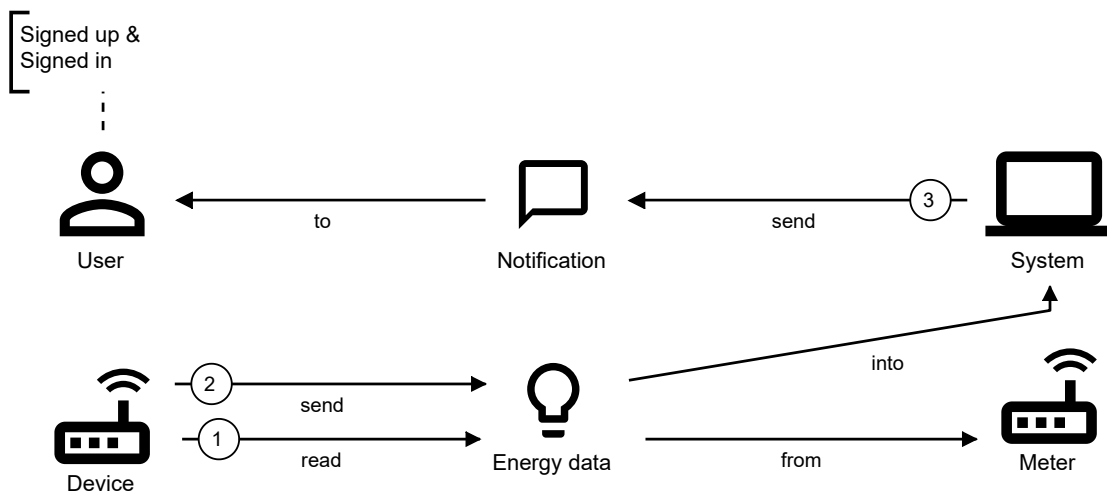 Signed up &
Signed in
3
to
send
User
Notification
System
into
2
send
1
read
from
Device
Energy data
Meter